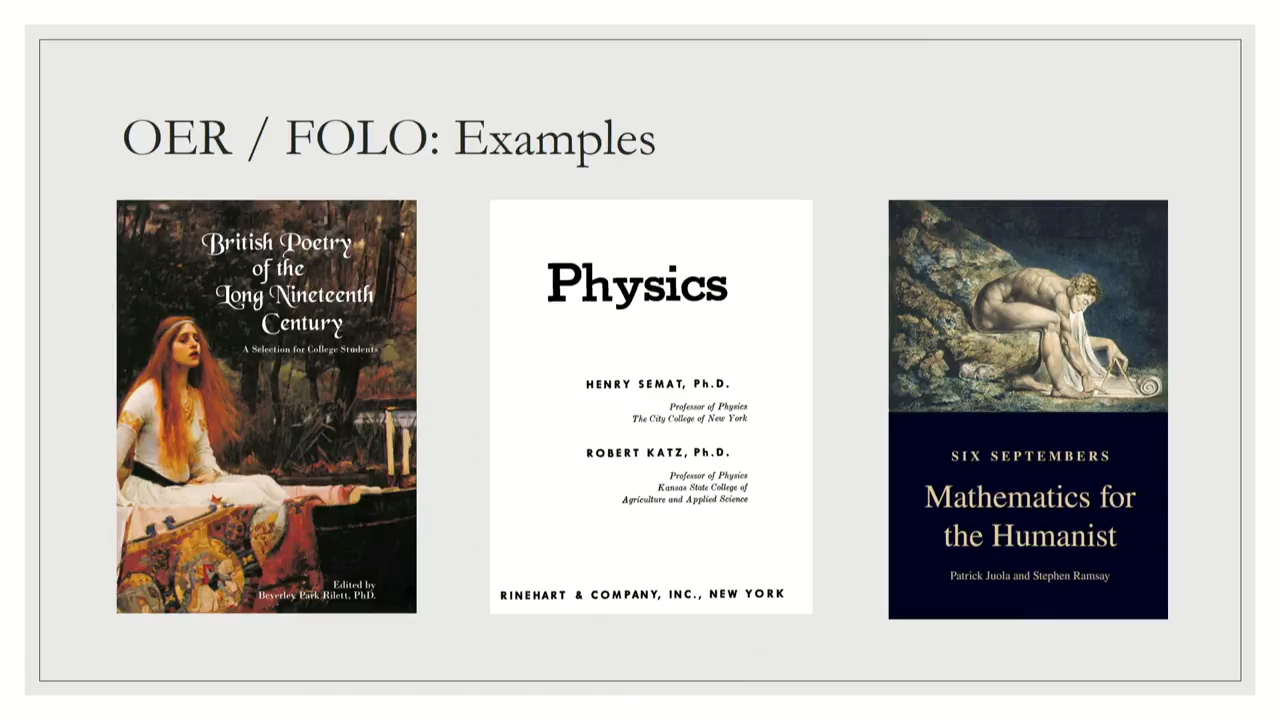 OER / FOLO: Examples
British Poetry
of the
Long Nineteenth
Century
A Selection for College Students
Edited by
Beverley Park Rilett, PhD.
Physics
HENRY SEMAT, Ph.D.
Professor of Physics
The City College of New York
ROBERT KATZ, Ph.D.
Professor of Physics
Kansas State College of
Agriculture and Applied Science
RINEHART & COMPANY, INC., NEW YORK
SIX SEPTEMBERS
Mathematics for
the Humanist
Patrick Juola and Stephen Ramsay